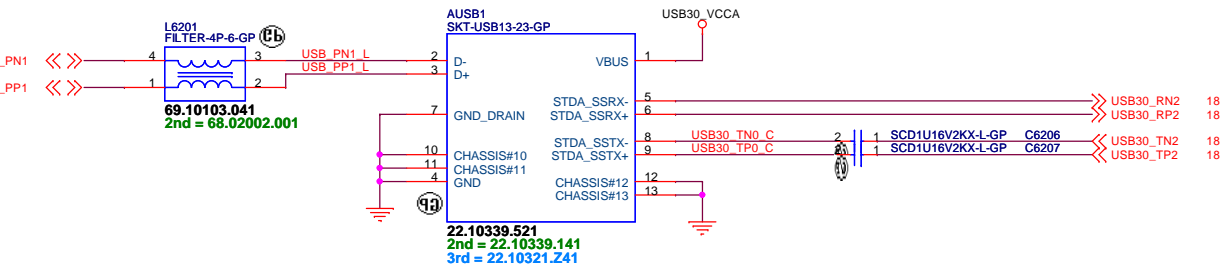 L6201
FILTER-4P-6-GP
_PN1
4
3
USB_PN1_L
_PP1
1
2
USB_PP1_L
69.10103.041
2nd = 68.02002.001
AUSB1
SKT-USB13-23-GP
USB30_VCCA
2
D-
3
D+
7
GND_DRAIN
10
CHASSIS#10
11
CHASSIS#11
4
GND
VBUS
1
STDA_SSRX-
5
USB30_RN2
18
STDA_SSRX+
6
USB30_RP2
18
STDA_SSTX-
8
USB30_TN0_C
2
1
SCD1U16V2KX-L-GP
C6206
USB30_TN2
18
STDA_SSTX+
9
USB30_TP0_C
1
SCD1U16V2KX-L-GP
C6207
USB30_TP2
18
CHASSIS#12
12
CHASSIS#13
13
22.10339.521
2nd = 22.10339.141
3rd = 22.10321.Z41